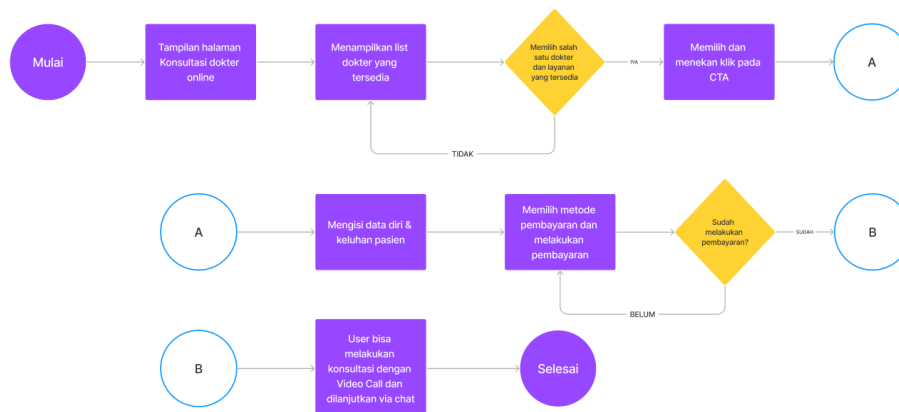 Mulai
Tampilan halaman
Konsultasi dokter
online
Menampilkan list
dokter yang
tersedia
Memilih salah
satu dokter
dan layanan
yang tersedia
IYA
Memilih dan
menekan klik pada
CTA
A
TIDAK
A
Mengisi data diri &
keluhan pasien
Memilih metode
pembayaran dan
melakukan
pembayaran
Sudah
melakukan
pembayaran?
SUDAH
B
BELUM
B
User bisa
melakukan
konsultasi dengan
Video Call dan
dilanjutkan via chat
Selesai